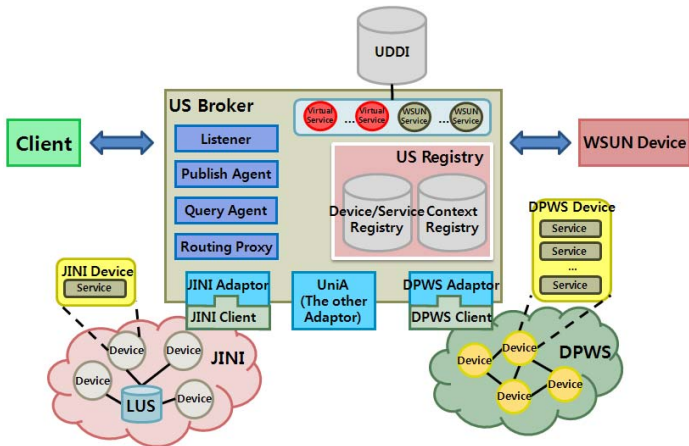 UDDI
US Broker
Virtual
Service
...
Virtual
Service
WSUN
Service
...
WSUN
Service
Client
Listener
Publish Agent
Query Agent
Routing Proxy
US Registry
Device/Service
Registry
Context
Registry
WSUN Device
DPWS Device
Service
Service
...
Service
JINI Device
Service
JINI Adaptor
JINI Client
UniA
(The other
Adaptor)
DPWS Adaptor
DPWS Client
Device
Device
JINI
Device
LUS
Device
Device
Device
DPWS
Device
Device